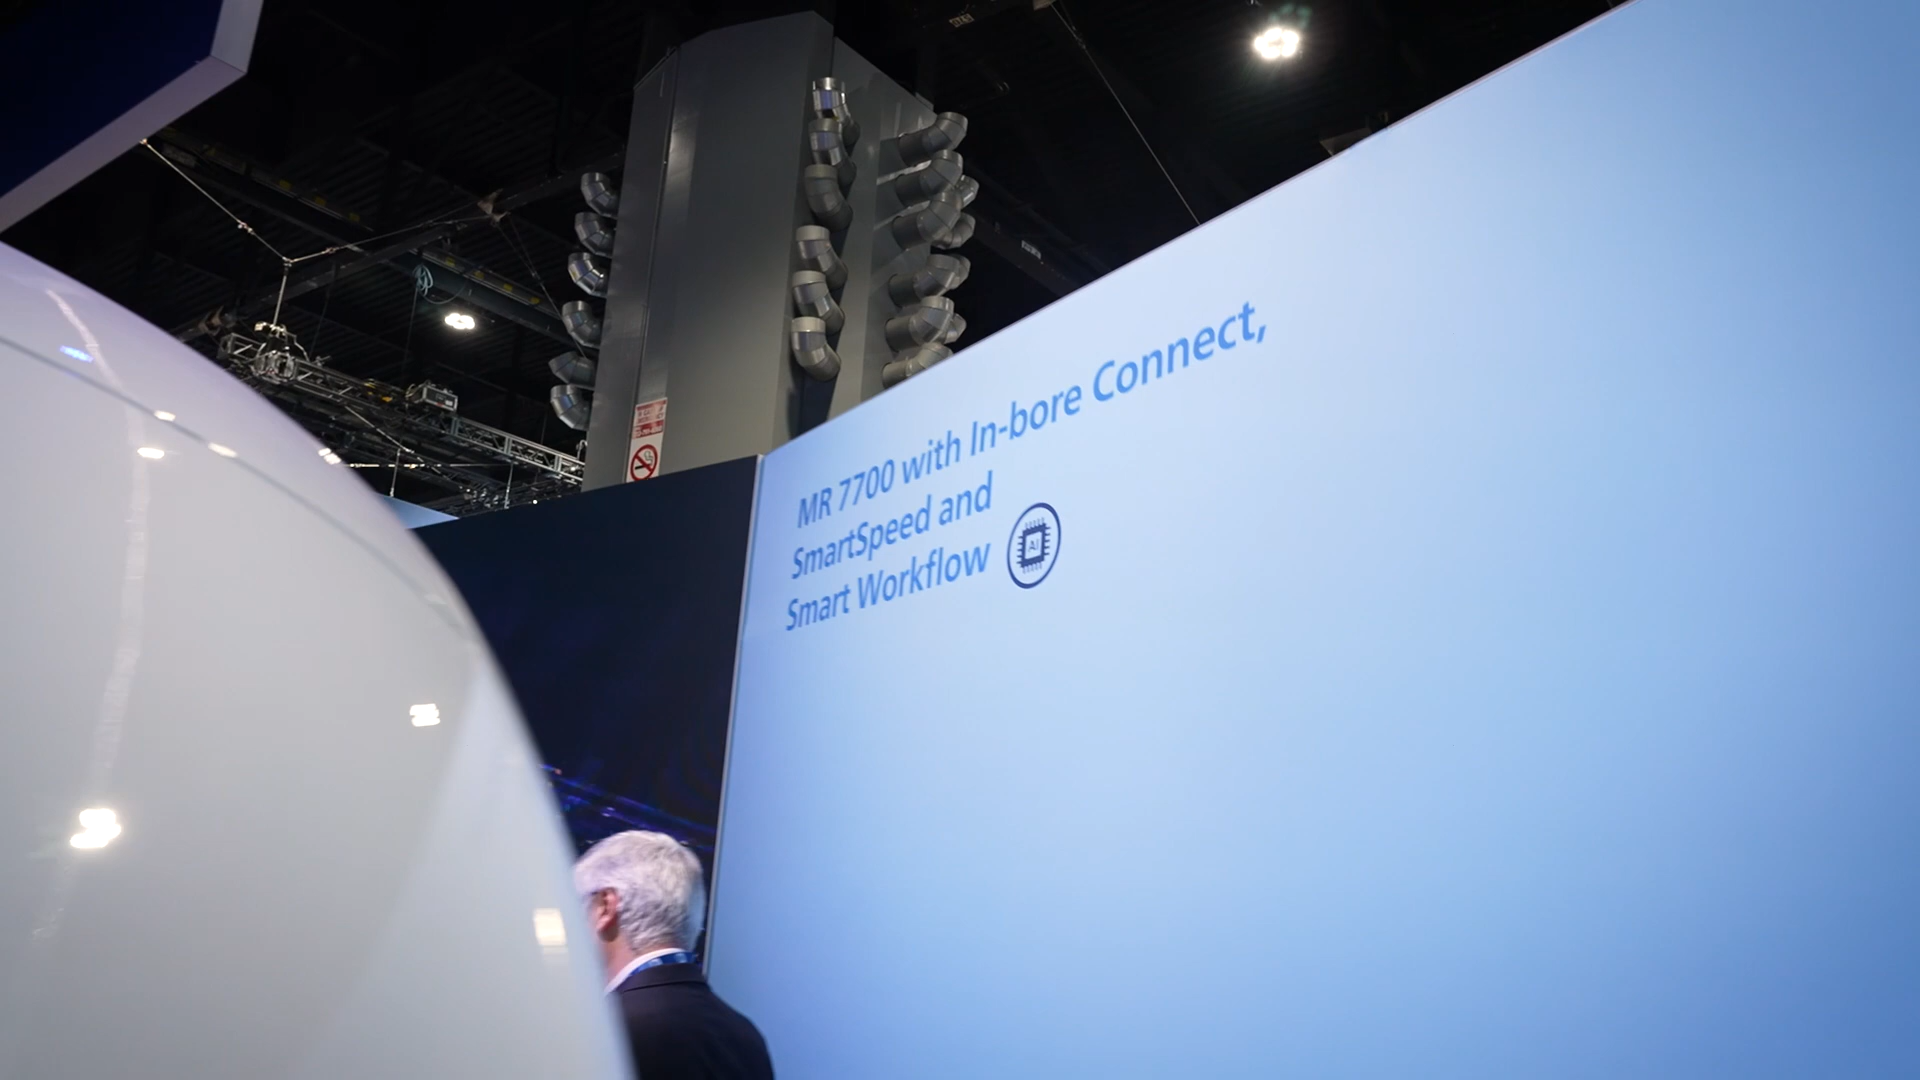 MR 7700 with In-bore Connect,
SmartSpeed and
Smart Workflow
AI